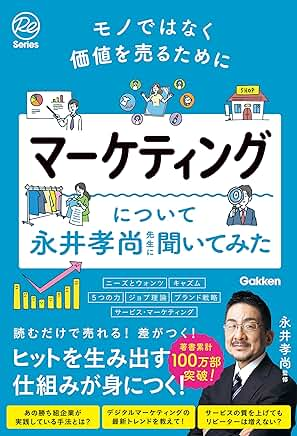 Re
Series
モノではなく
価値を売るために
SHOP
マーケティング
について
永井孝尚先生に聞いてみた
ニーズとウォンツ
キャズム
5つの力
ジョブ理論
ブランド戦略
サービス・マーケティング
Gakken
読むだけで売れる！差がつく！
ヒットを生み出す
仕組みが身につく！
著書累計
100万部
突破！
永井孝尚 監修
あの勝ち組企業が
実践している手法とは？
デジタルマーケティングの
最新トレンドを教えて！
サービスの質を上げても
リピーターは増えない？